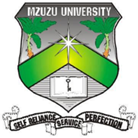 MZUZU UNIVERSITY
SELF RELIANCE SERVICE PERFECTION